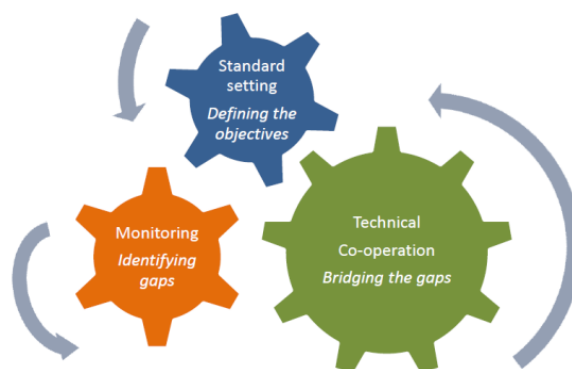 Standard
setting
Defining the
objectives
Monitoring
Identifying
gaps
Technical
Co-operation
Bridging the gaps